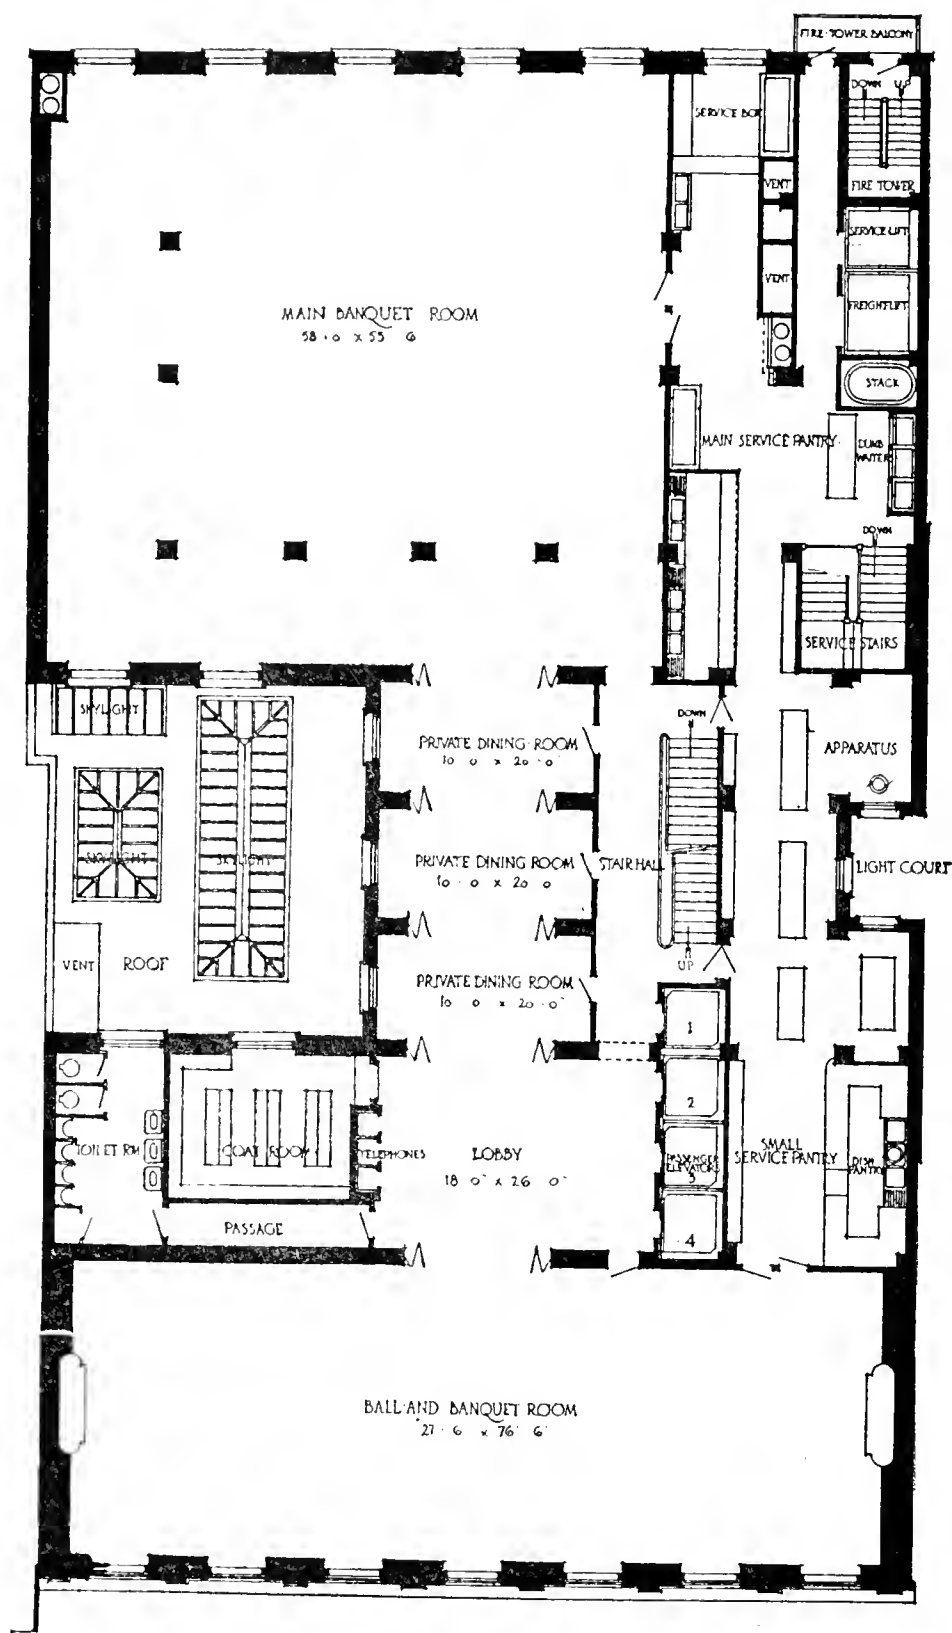 FIRE·TOWER BALCONY
DOWN
UP
SERVICE BOX
VENT
FIRE TOWER
SERVICE LIFT
VENT
FREIGHT LIFT
MAIN BANQUET ROOM
58·0 x 55 6
STACK
MAIN SERVICE PANTRY
DUMB
WAITERS
DOWN
SERVICE STAIRS
SKYLIGHT
DOWN
PRIVATE DINING·ROOM
10 0 x 20·0
APPARATUS
SKYLIGHT
SKYLIGHT
PRIVATE DINING ROOM
10·0 x 20 0
STAIR HALL
LIGHT COURT
VENT
ROOF
UP
PRIVATE DINING ROOM
10 0 x 20·0"
1
2
TOILET RM
COAT ROOM
TELEPHONES
LOBBY
18 0" x 26 0"
PASSENGER
ELEVATORS
3
SMALL
SERVICE PANTRY
DISH
PANTRY
PASSAGE
4
BALL·AND BANQUET ROOM
27·6 x 76' 6"